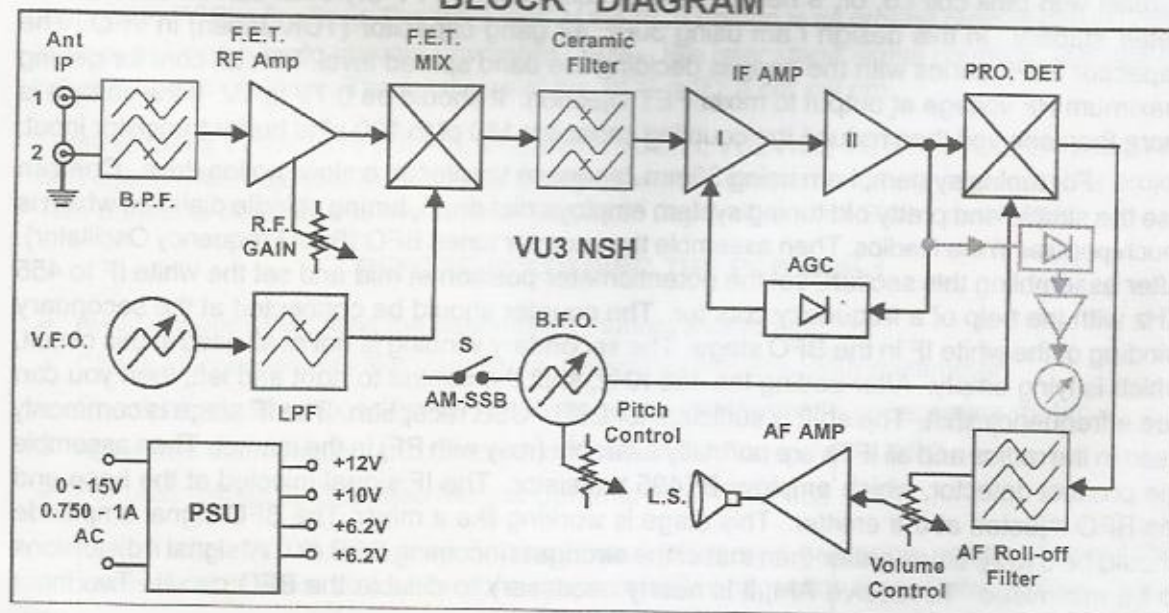 BLOCK DIAGRAM
Ant
IP
1
2
B.P.F.
F.E.T.
RF Amp
R.F.
GAIN
F.E.T.
MIX
Ceramic
Filter
IF AMP
I
II
PRO. DET
VU3 NSH
AGC
V.F.O.
LPF
S
AM-SSB
B.F.O.
Pitch
Control
AF AMP
L.S.
Volume
Control
AF Roll-off
Filter
0 - 15V
0.750 - 1A
AC
PSU
+12V
+10V
+6.2V
+6.2V